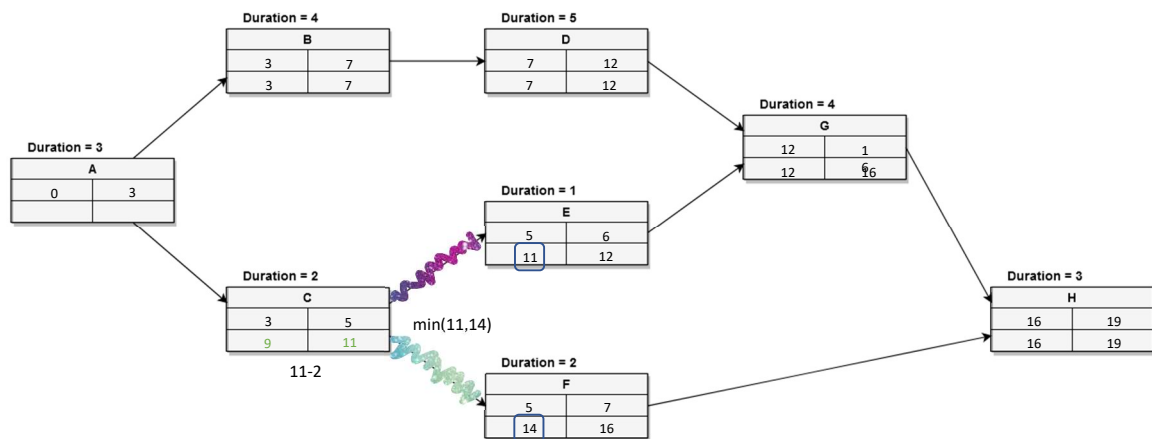 Duration = 4
B
3 7
3 7
Duration = 5
D
7 12
7 12
Duration = 4
G
12 1
6
12 16
Duration = 3
A
0 3
Duration = 1
E
5 6
11 12
Duration = 2
C
3 5
9 11
min(11,14)
11-2
Duration = 2
F
5 7
14 16
Duration = 3
H
16 19
16 19